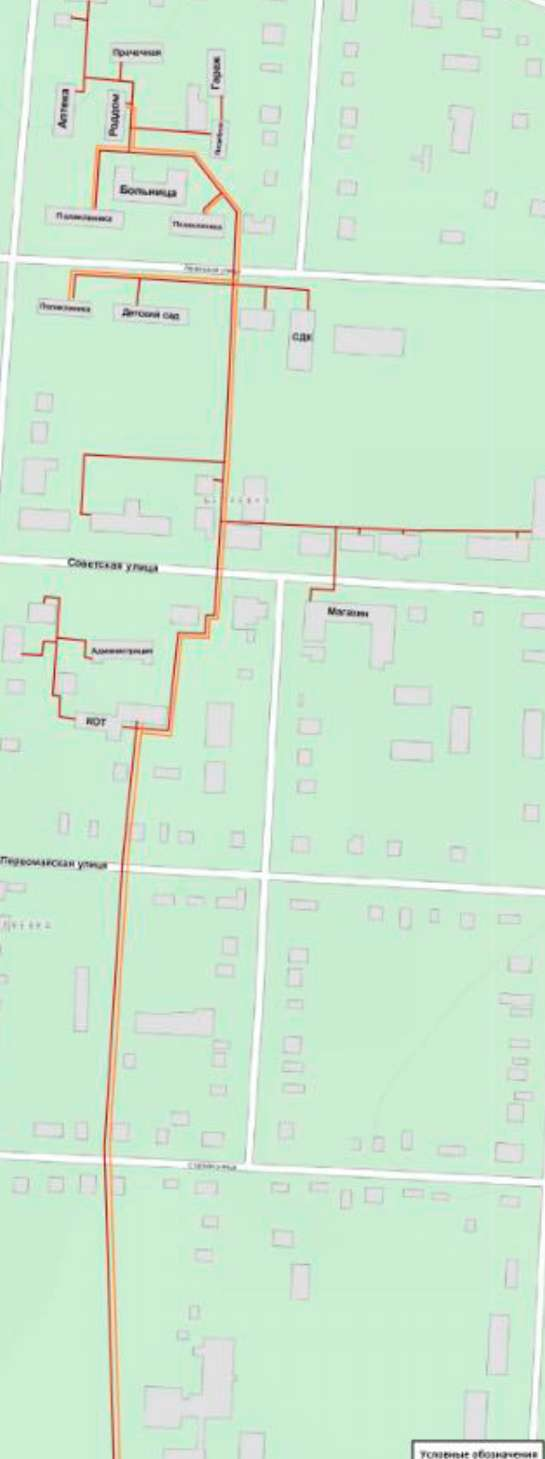 Прачечная
Гараж
Аптека
Роддом
Больница
Поликлиника
Поликлиника
Поликлиника
Детский сад
СДК
Советская улица
Магазин
Администрация
КОТ
Первомайская улица
Условные обозначения